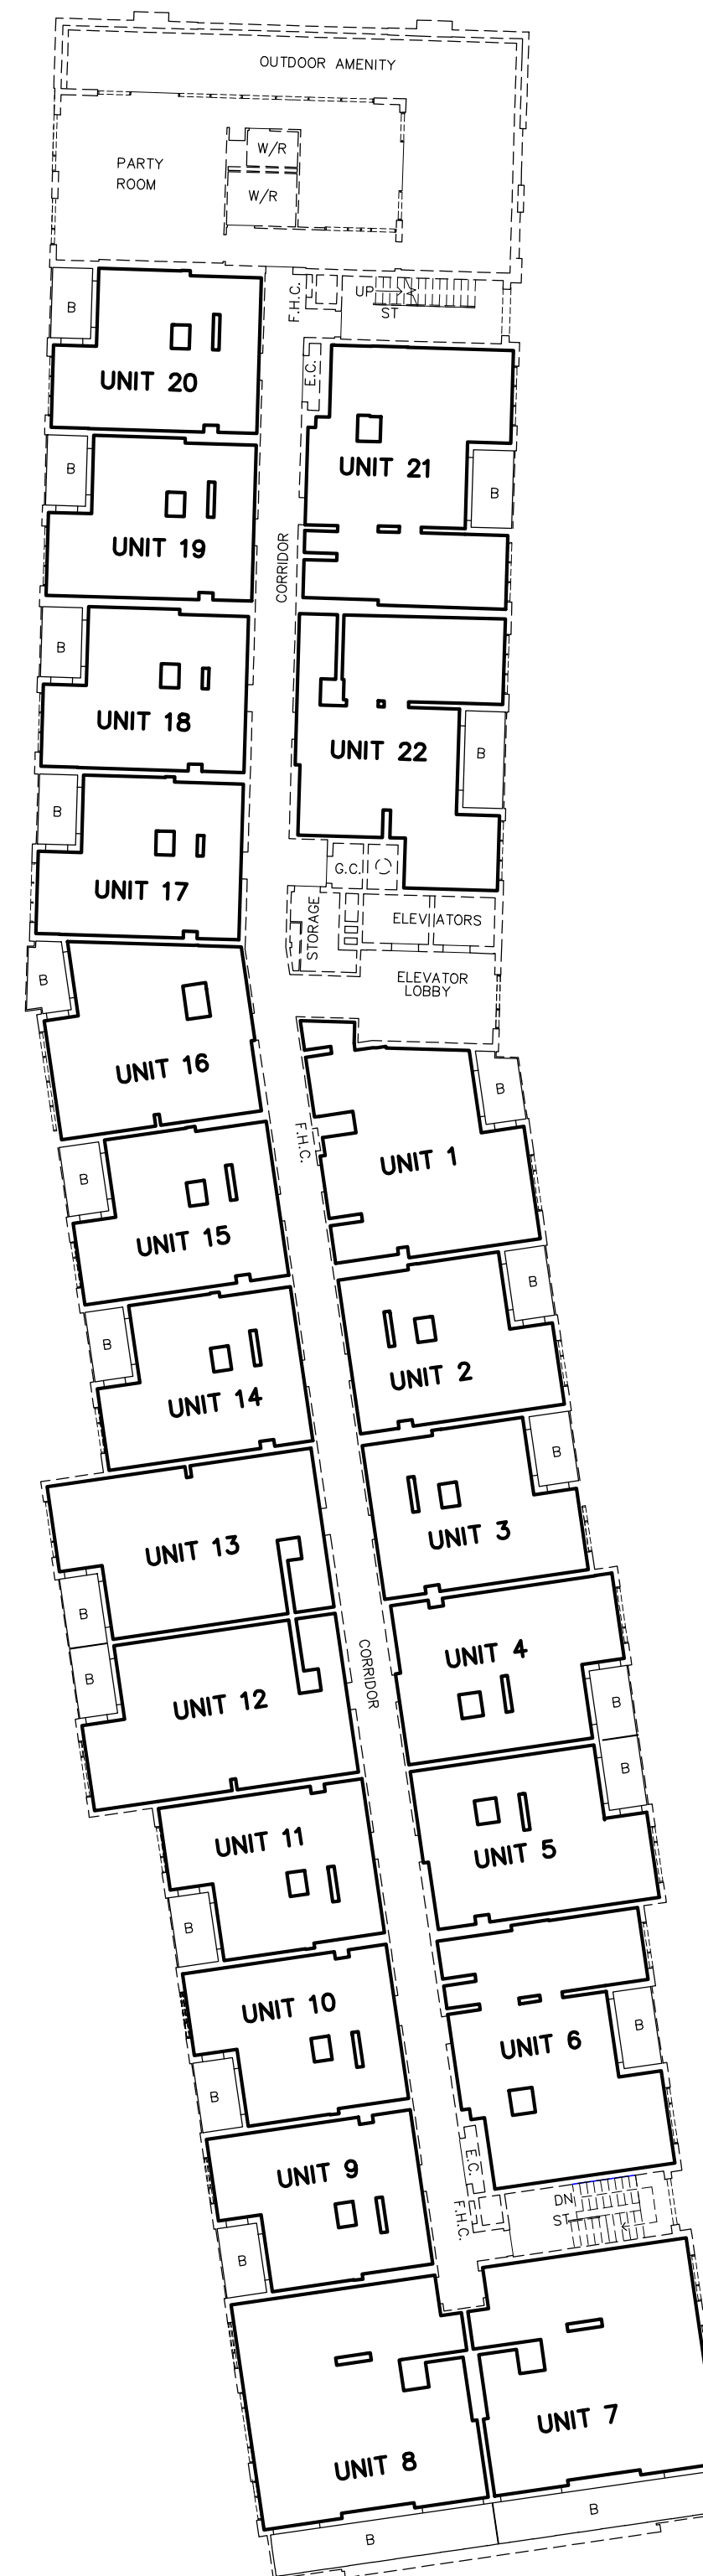 OUTDOOR AMENITY
PARTY
ROOM
W/R
W/R
F.H.C.
UP
ST
B
E.C.
UNIT 20
UNIT 21
B
B
UNIT 19
CORRIDOR
B
UNIT 18
UNIT 22
B
B
UNIT 17
G.C.
STORAGE
ELEVATORS
ELEVATOR
LOBBY
B
UNIT 16
B
F.H.C.
UNIT 1
B
UNIT 15
B
B
UNIT 14
UNIT 2
B
UNIT 13
UNIT 3
B
B
CORRIDOR
UNIT 4
B
UNIT 12
B
B
UNIT 11
UNIT 5
B
UNIT 10
UNIT 6
B
B
UNIT 9
E.C.
F.H.C.
DN
ST
B
UNIT 8
UNIT 7
B
B